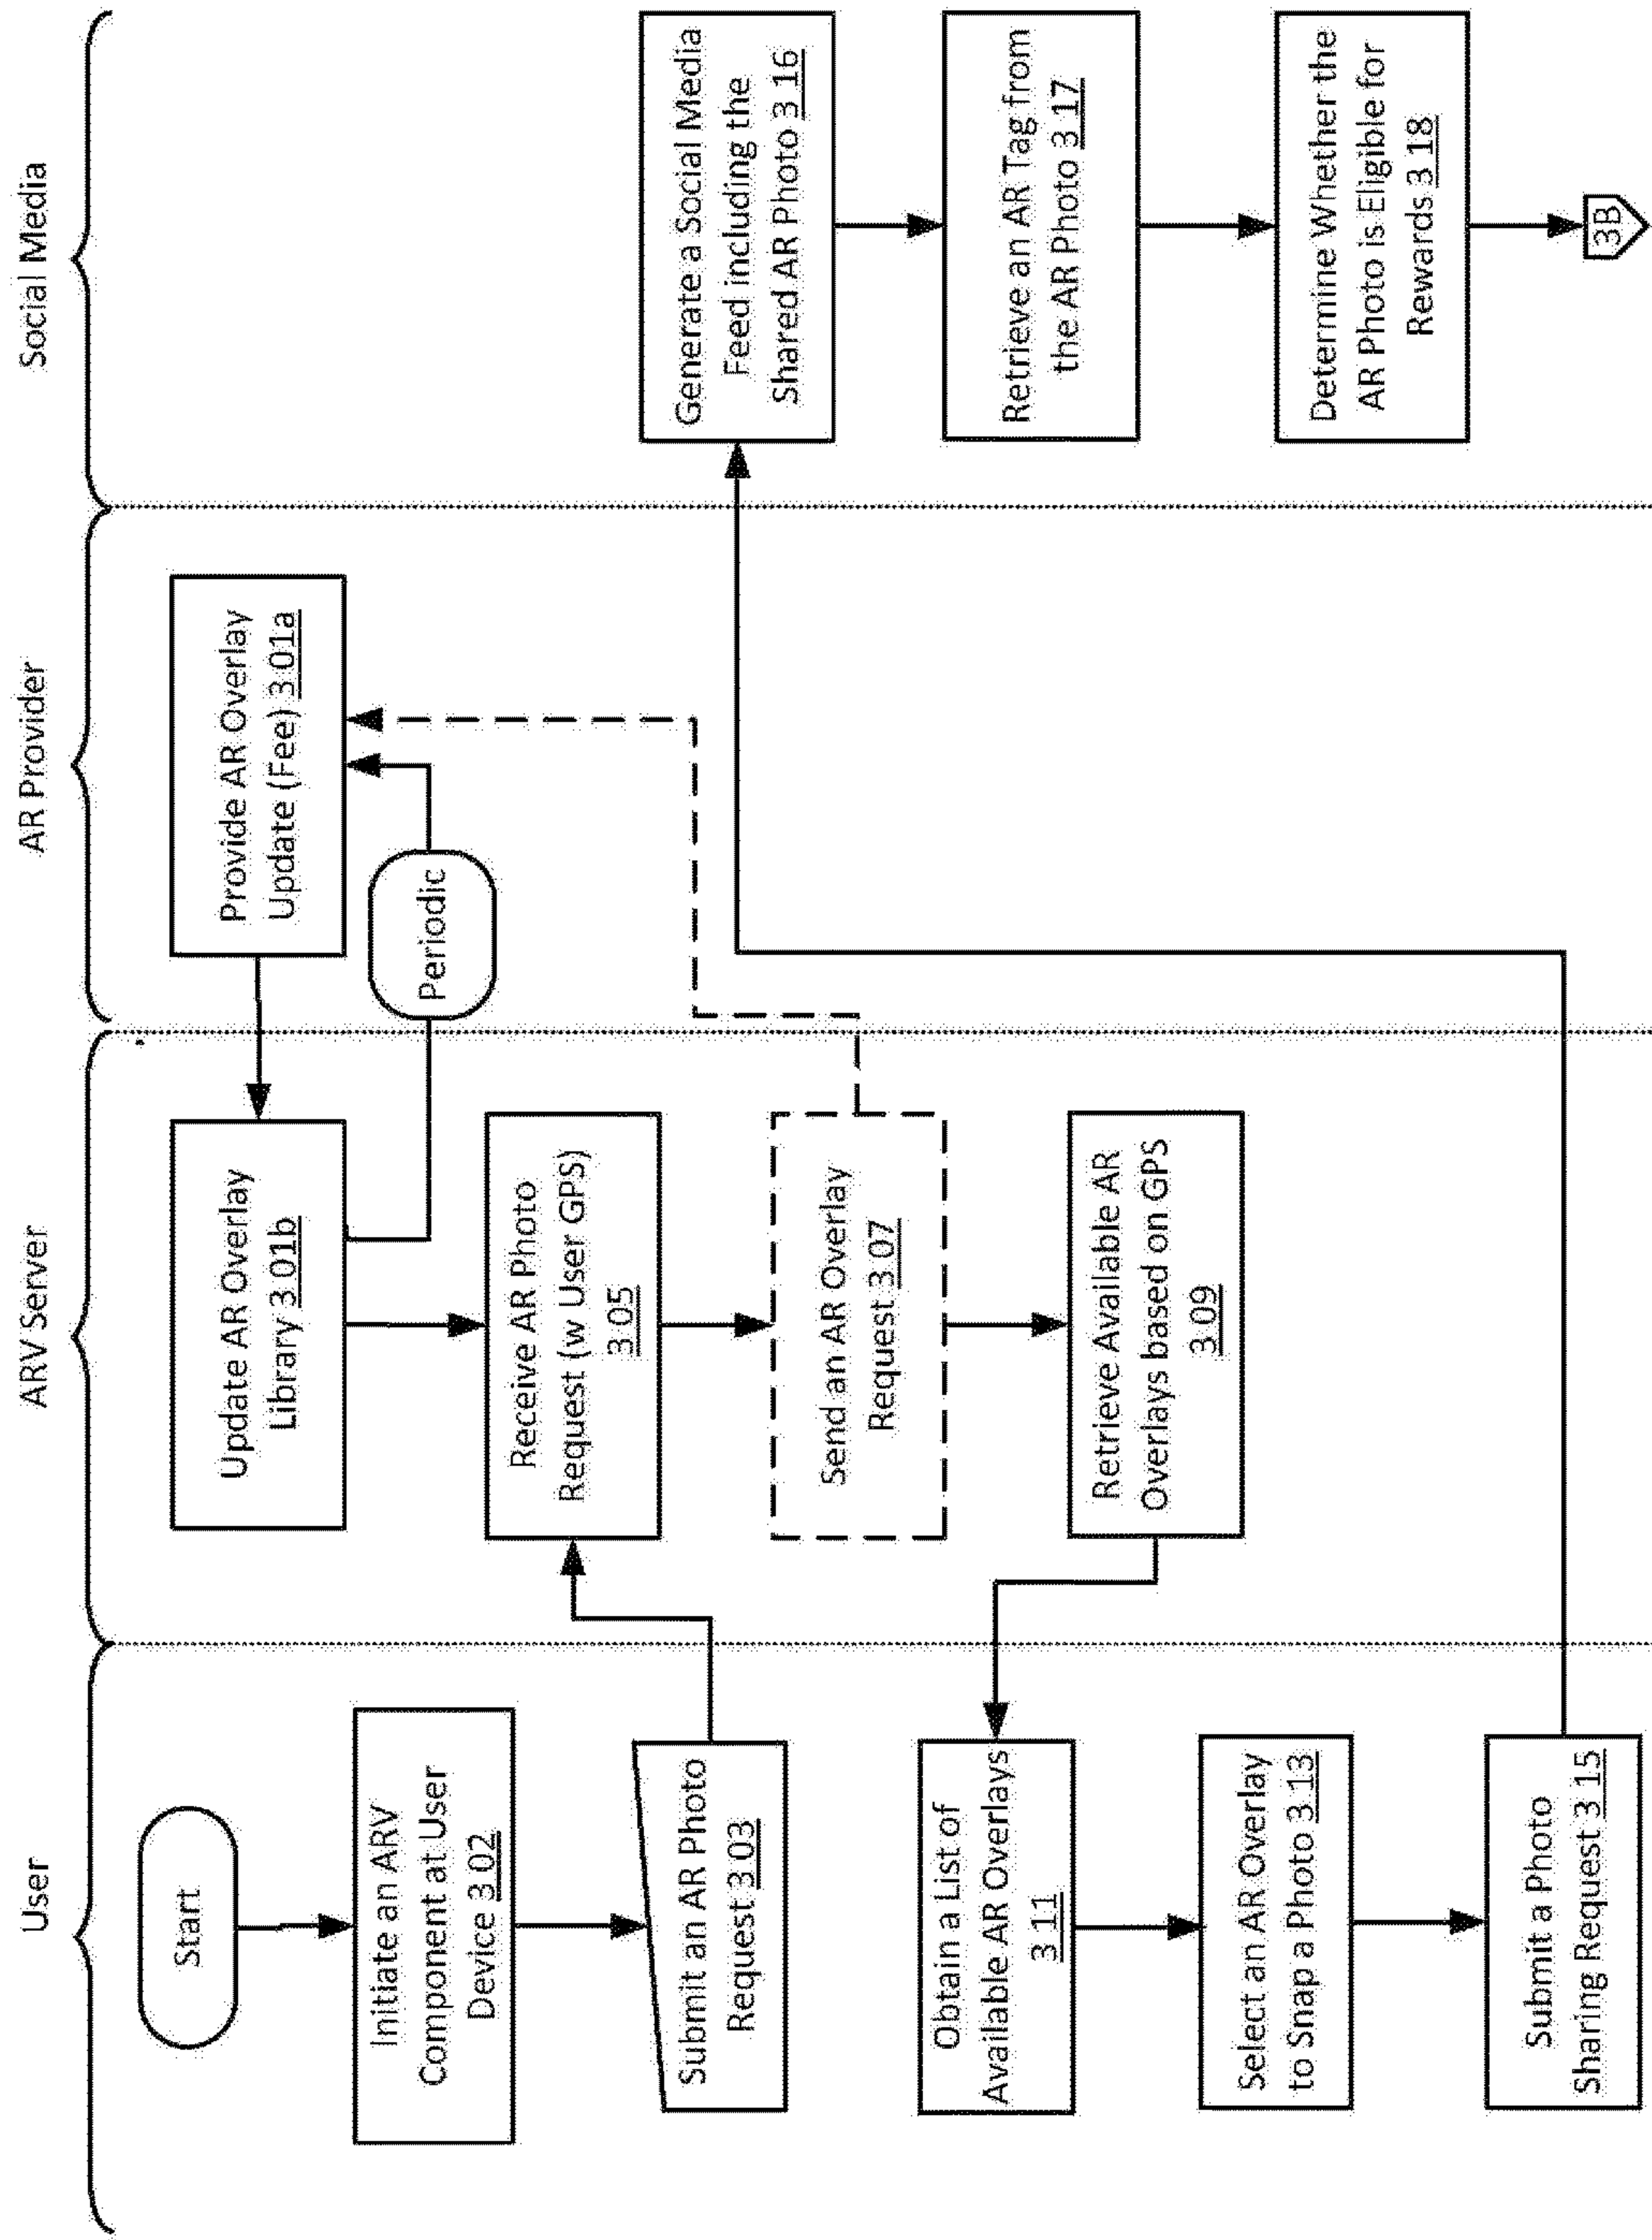 User
ARV Server
AR Provider
Social Media
Start
Initiate an ARV
Component at User
Device 3 02
Submit an AR Photo
Request 3 03
Obtain a List of
Available AR Overlays
3 11
Select an AR Overlay
to Snap a Photo 3 13
Submit a Photo
Sharing Request 3 15
Update AR Overlay
Library 3 01b
Receive AR Photo
Request (w User GPS)
3 05
Send an AR Overlay
Request 3 07
Retrieve Available AR
Overlays based on GPS
3 09
Provide AR Overlay
Update (Fee) 3 01a
Periodic
Generate a Social Media
Feed including the
Shared AR Photo 3 16
Retrieve an AR Tag from
the AR Photo 3 17
Determine Whether the
AR Photo is Eligible for
Rewards 3 18
3B